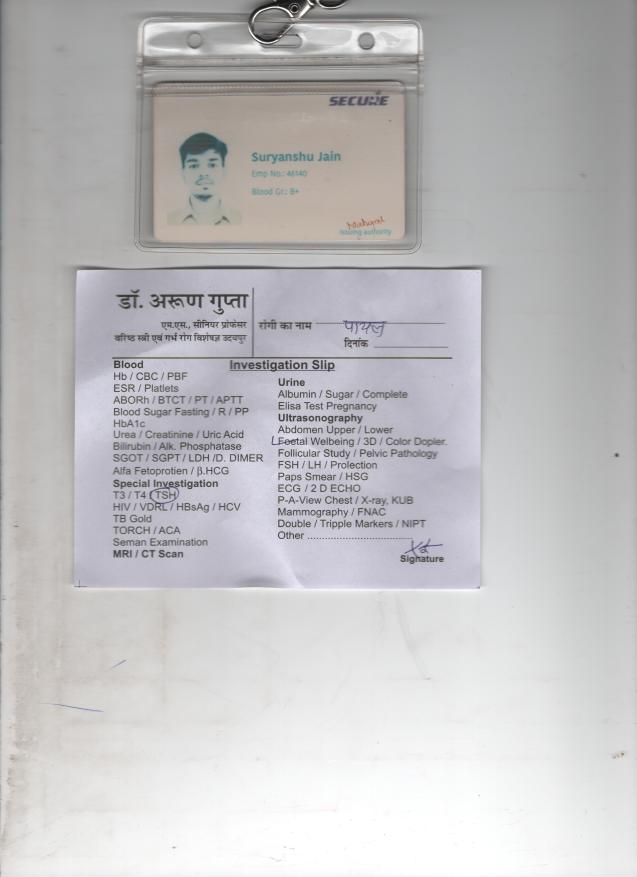 SECURE
Suryanshu Jain
Emp No.: 46140
Blood Gr.: B+
Issuing authority
डॉ. अरूण गुप्ता
एम.एस., सीनियर प्रोफेसर
वरिष्ठ स्त्री एवं गर्भ रोग विशेषज्ञ उदयपुर
रोगी का नाम पायल
दिनांक
Investigation Slip
Blood
Hb / CBC / PBF
ESR / Platlets
ABORh / BTCT / PT / APTT
Blood Sugar Fasting / R / PP
HbA1c
Urea / Creatinine / Uric Acid
Bilirubin / Alk. Phosphatase
SGOT / SGPT / LDH /D. DIMER
Alfa Fetoprotien / β.HCG
Special Investigation
T3 / T4 / TSH
HIV / VDRL / HBsAg / HCV
TB Gold
TORCH / ACA
Seman Examination
MRI / CT Scan
Urine
Albumin / Sugar / Complete
Elisa Test Pregnancy
Ultrasonography
Abdomen Upper / Lower
Foetal Welbeing / 3D / Color Dopler.
Follicular Study / Pelvic Pathology
FSH / LH / Prolection
Paps Smear / HSG
ECG / 2 D ECHO
P-A-View Chest / X-ray, KUB
Mammography / FNAC
Double / Tripple Markers / NIPT
Other ..................................
Signature